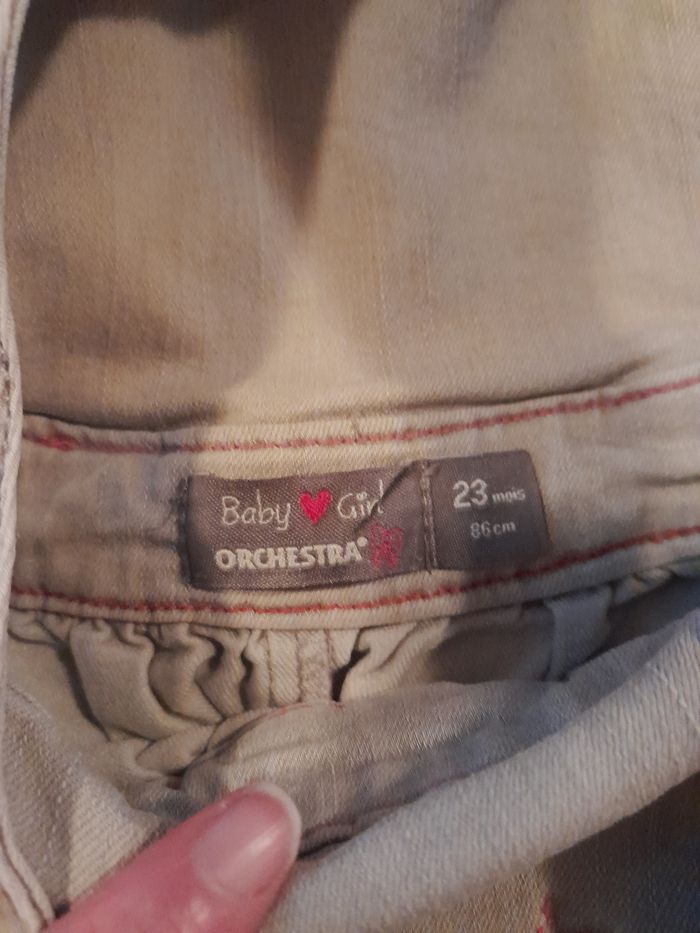 Baby Girl
ORCHESTRA®
23 mois
86 cm